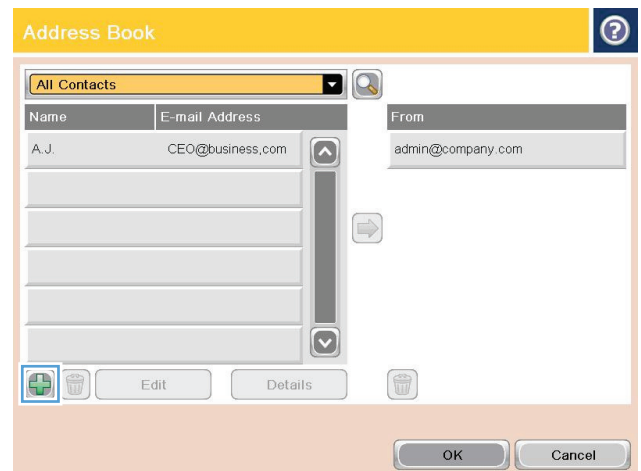 Address Book
All Contacts
Name E-mail Address From
A.J. CEO@business,com admin@company.com
Edit Details
OK Cancel